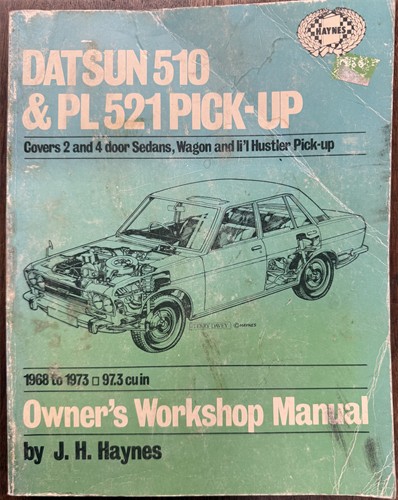 HAYNES
DATSUN 510
& PL 521 PICK-UP
Covers 2 and 4 door Sedans, Wagon and li'l Hustler Pick-up
©HAYNES
1968 to 1973 □ 97.3 cu in
Owner's Workshop Manual
by J. H. Haynes